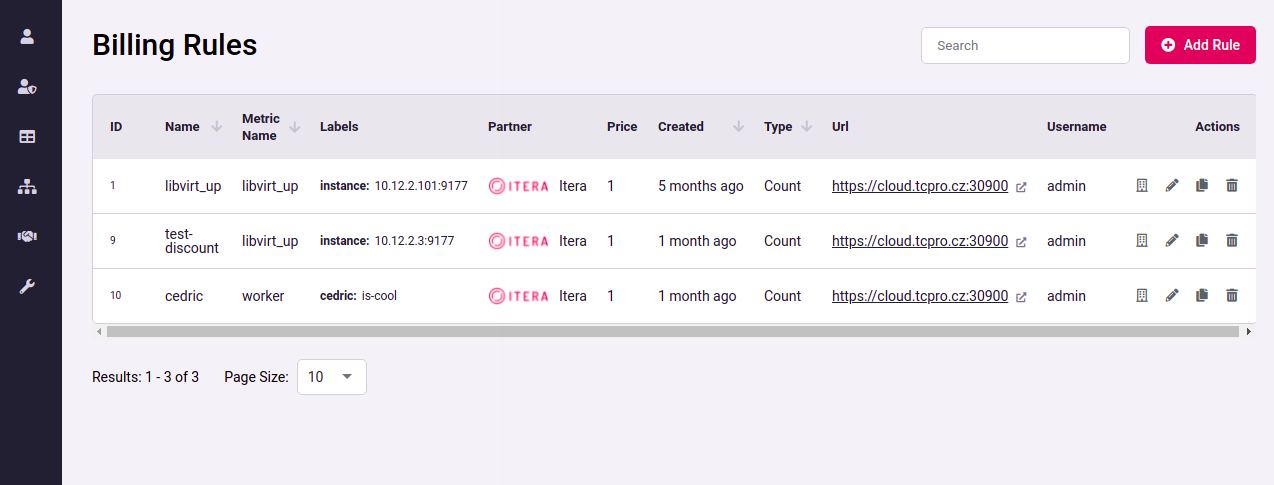 Billing Rules
Search
Add Rule
ID Name Metric Name Labels Partner Price Created Type Url Username Actions
1 libvirt_up libvirt_up instance: 10.12.2.101:9177 ITERA Itera 1 5 months ago Count https://cloud.tcpro.cz:30900 admin
9 test-discount libvirt_up instance: 10.12.2.3:9177 ITERA Itera 1 1 month ago Count https://cloud.tcpro.cz:30900 admin
10 cedric worker cedric: is-cool ITERA Itera 1 1 month ago Count https://cloud.tcpro.cz:30900 admin
Results: 1 - 3 of 3 Page Size: 10